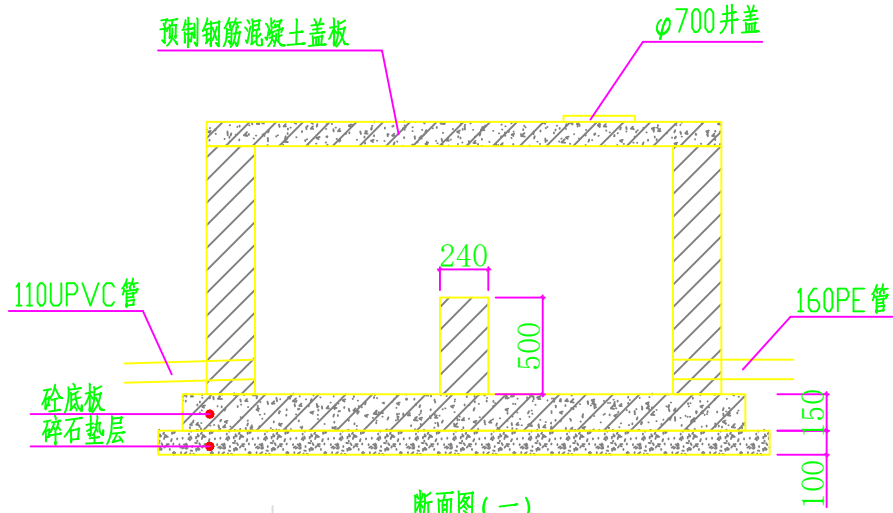 预制钢筋混凝土盖板
φ700井盖
240
110UPVC管
160PE管
500
砼底板
碎石垫层
150
100
断面图(一)